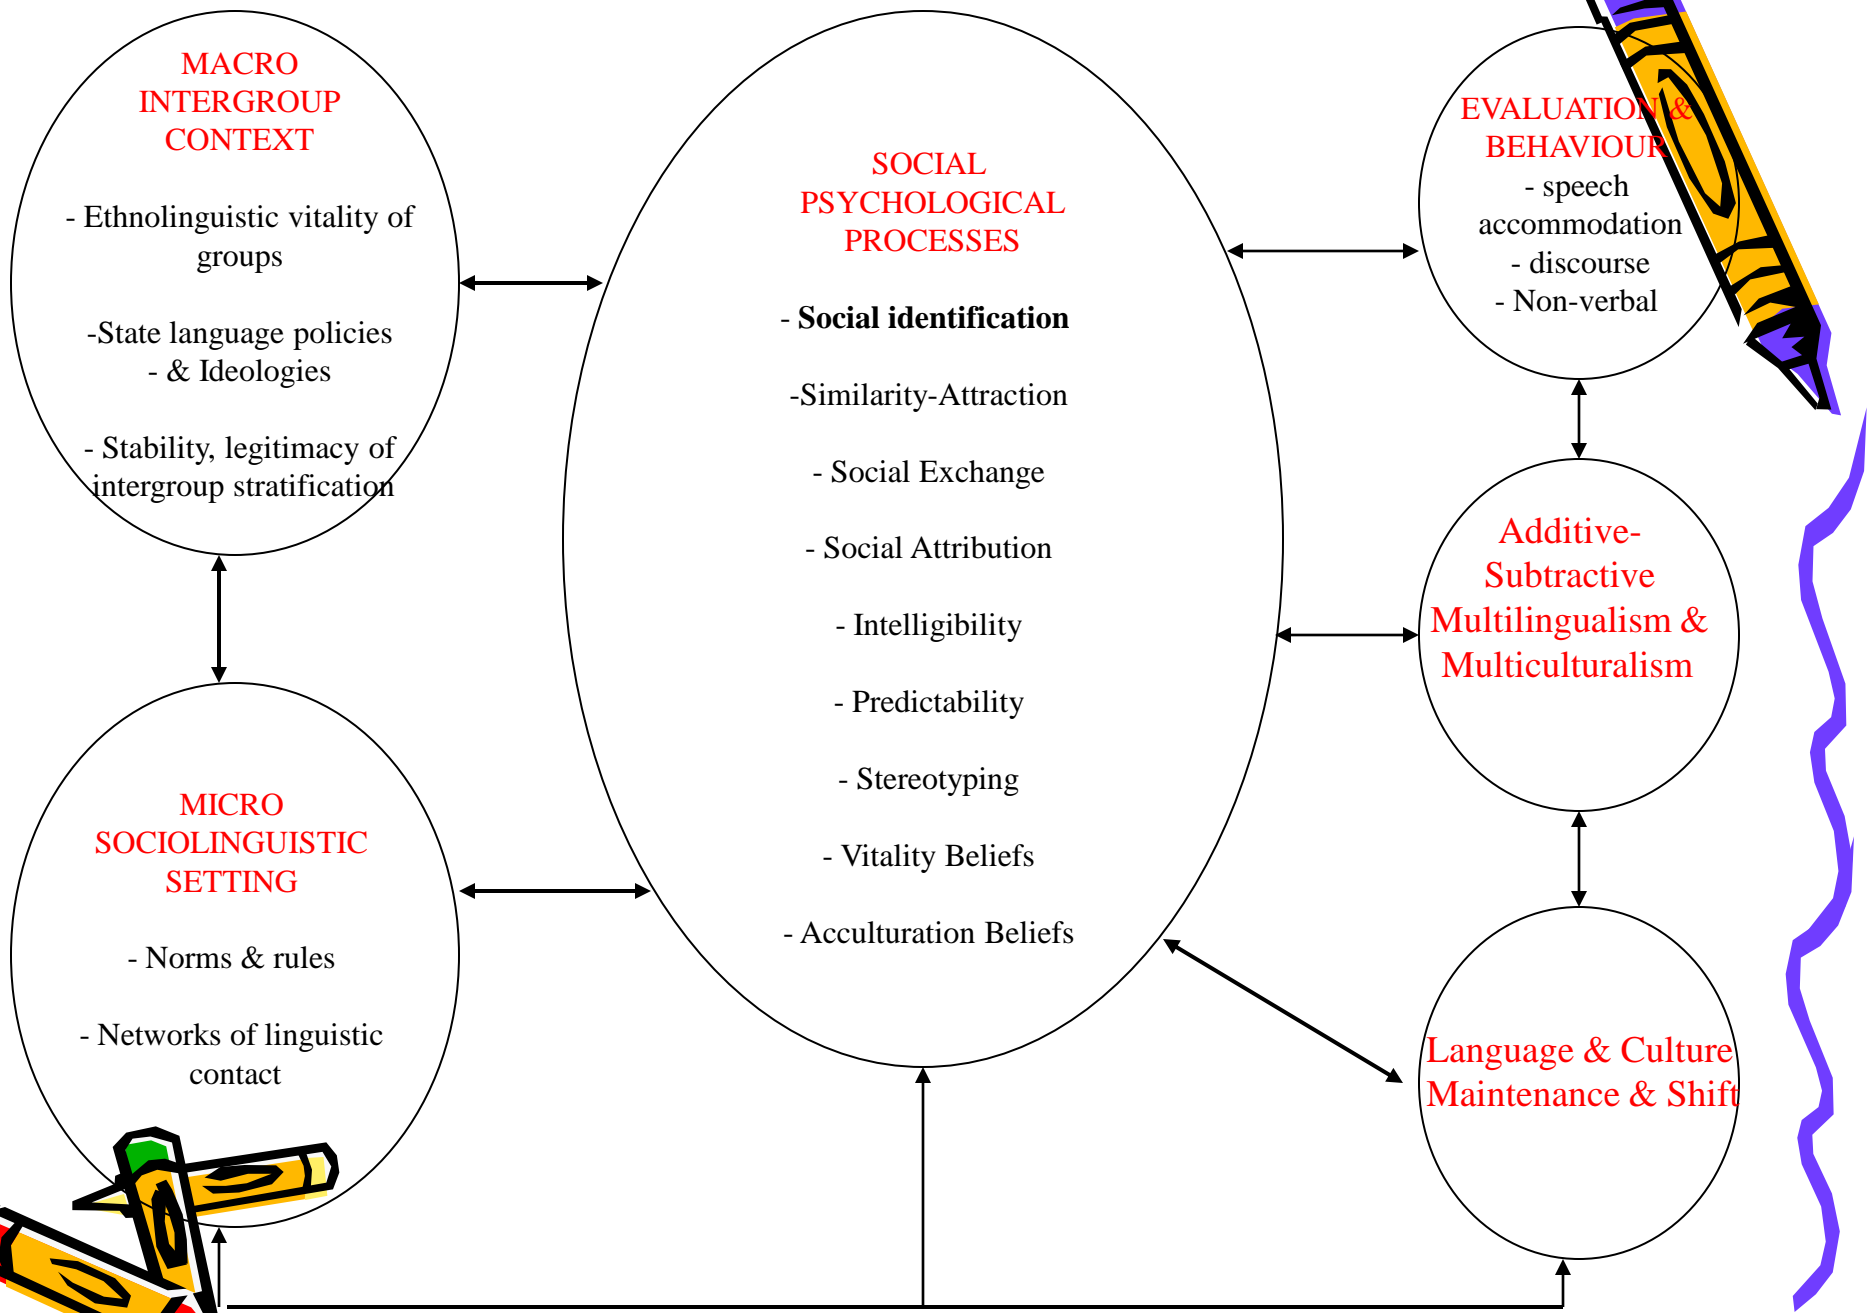 MACRO
INTERGROUP
CONTEXT
- Ethnolinguistic vitality of
groups
-State language policies
- & Ideologies
- Stability, legitimacy of
intergroup stratification
MICRO
SOCIOLINGUISTIC
SETTING
- Norms & rules
- Networks of linguistic
contact
SOCIAL
PSYCHOLOGICAL
PROCESSES
- Social identification
-Similarity-Attraction
- Social Exchange
- Social Attribution
- Intelligibility
- Predictability
- Stereotyping
- Vitality Beliefs
- Acculturation Beliefs
EVALUATION &
BEHAVIOUR
- speech
accommodation
- discourse
- Non-verbal
Additive-
Subtractive
Multilingualism &
Multiculturalism
Language & Culture
Maintenance & Shift